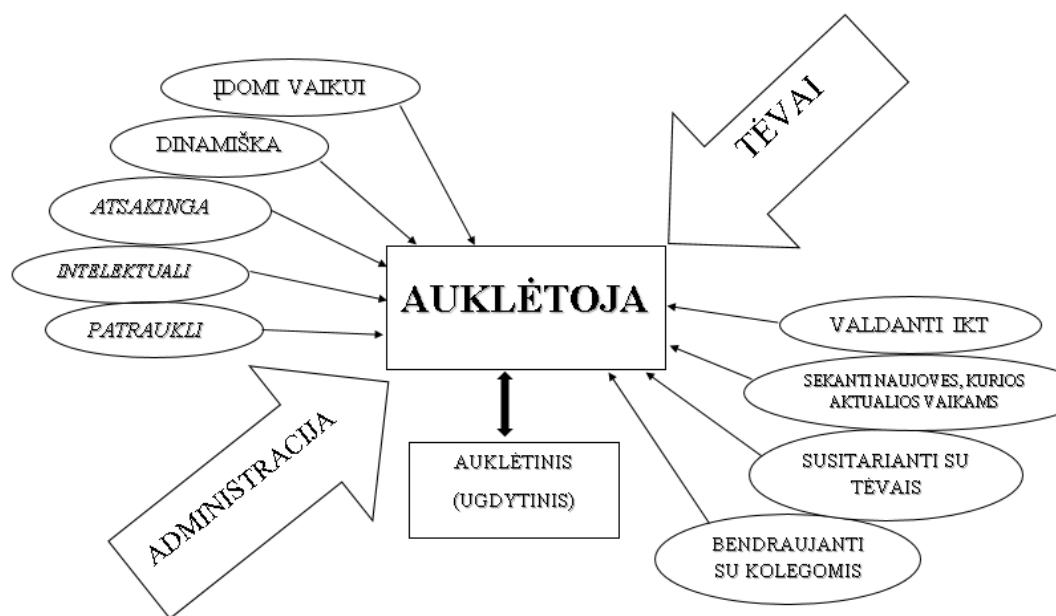 ĮDOMI VAIKUI
DINAMIŠKA
ATSAKINGA
INTELEKTUALI
PATRAUKLI
TĖVAI
AUKLĖTOJA
ADMINISTRACIJA
AUKLĖTINIS
(UGDYTINIS)
VALDANTI IKT
SEKANTI NAUJOVES, KURIOS
AKTUALIOS VAIKAMS
SUSITARIANTI SU
TĖVAIS
BENDRAUJANTI
SU KOLEGOMIS